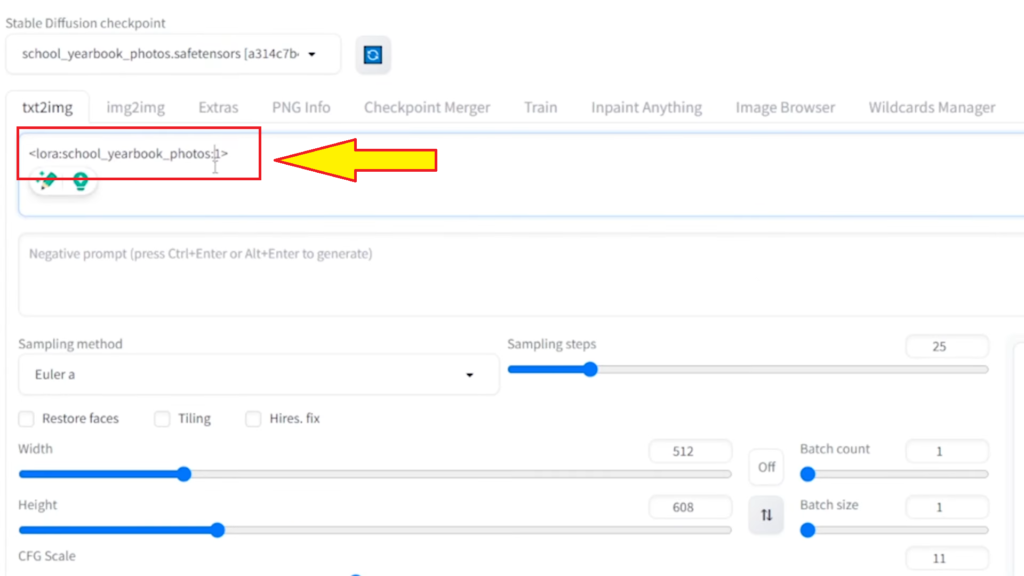 Stable Diffusion checkpoint
school_yearbook_photos.safetensors [a314c7b
txt2img img2img Extras PNG Info Checkpoint Merger Train Inpaint Anything Image Browser Wildcards Manager
<lora:school_yearbook_photos:1>
Negative prompt (press Ctrl+Enter or Alt+Enter to generate)
Sampling method Sampling steps 25
Euler a
Restore faces Tiling Hires. fix
Width 512 Batch count 1
Off
Height 608 Batch size 1
CFG Scale 11